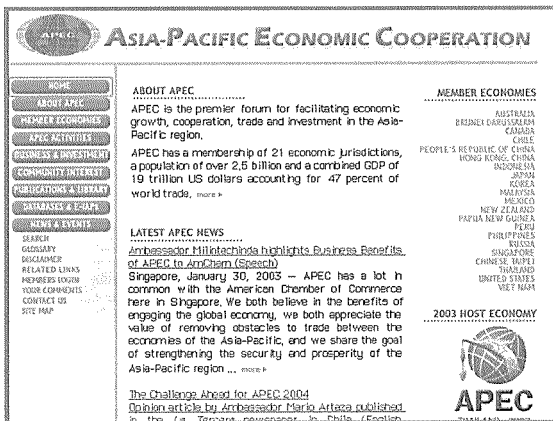 APEC
ASIA-PACIFIC ECONOMIC COOPERATION
HOME
ABOUT APEC
MEMBER ECONOMIES
APEC ACTIVITIES
BUSINESS & INVESTMENT
COMMUNITY INTEREST
PUBLICATIONS & LIBRARY
DATABASES & E-IAPS
NEWS & EVENTS
SEARCH
GLOSSARY
DISCLAIMER
RELATED LINKS
MEMBERS LOGIN
YOUR COMMENTS
CONTACT US
SITE MAP
ABOUT APEC
APEC is the premier forum for facilitating economic
growth, cooperation, trade and investment in the Asia-
Pacific region.
APEC has a membership of 21 economic jurisdictions,
a population of over 2.5 billion and a combined GDP of
19 trillion US dollars accounting for 47 percent of
world trade. more
LATEST APEC NEWS
Ambassador Milintachinda highlights Business Benefits
of APEC to AmCham (Speech)
Singapore, January 30, 2003 — APEC has a lot in
common with the American Chamber of Commerce
here in Singapore. We both believe in the benefits of
engaging the global economy, we both appreciate the
value of removing obstacles to trade between the
economies of the Asia-Pacific, and we share the goal
of strengthening the security and prosperity of the
Asia-Pacific region ... more
The Challenge Ahead for APEC 2004
Opinion article by Ambassador Mario Artaza published
in the La Tercera newspaper in Chile (English
MEMBER ECONOMIES
AUSTRALIA
BRUNEI DARUSSALAM
CANADA
CHILE
PEOPLE'S REPUBLIC OF CHINA
HONG KONG, CHINA
INDONESIA
JAPAN
KOREA
MALAYSIA
MEXICO
NEW ZEALAND
PAPUA NEW GUINEA
PERU
PHILIPPINES
RUSSIA
SINGAPORE
CHINESE TAIPEI
THAILAND
UNITED STATES
VIET NAM
2003 HOST ECONOMY
APEC